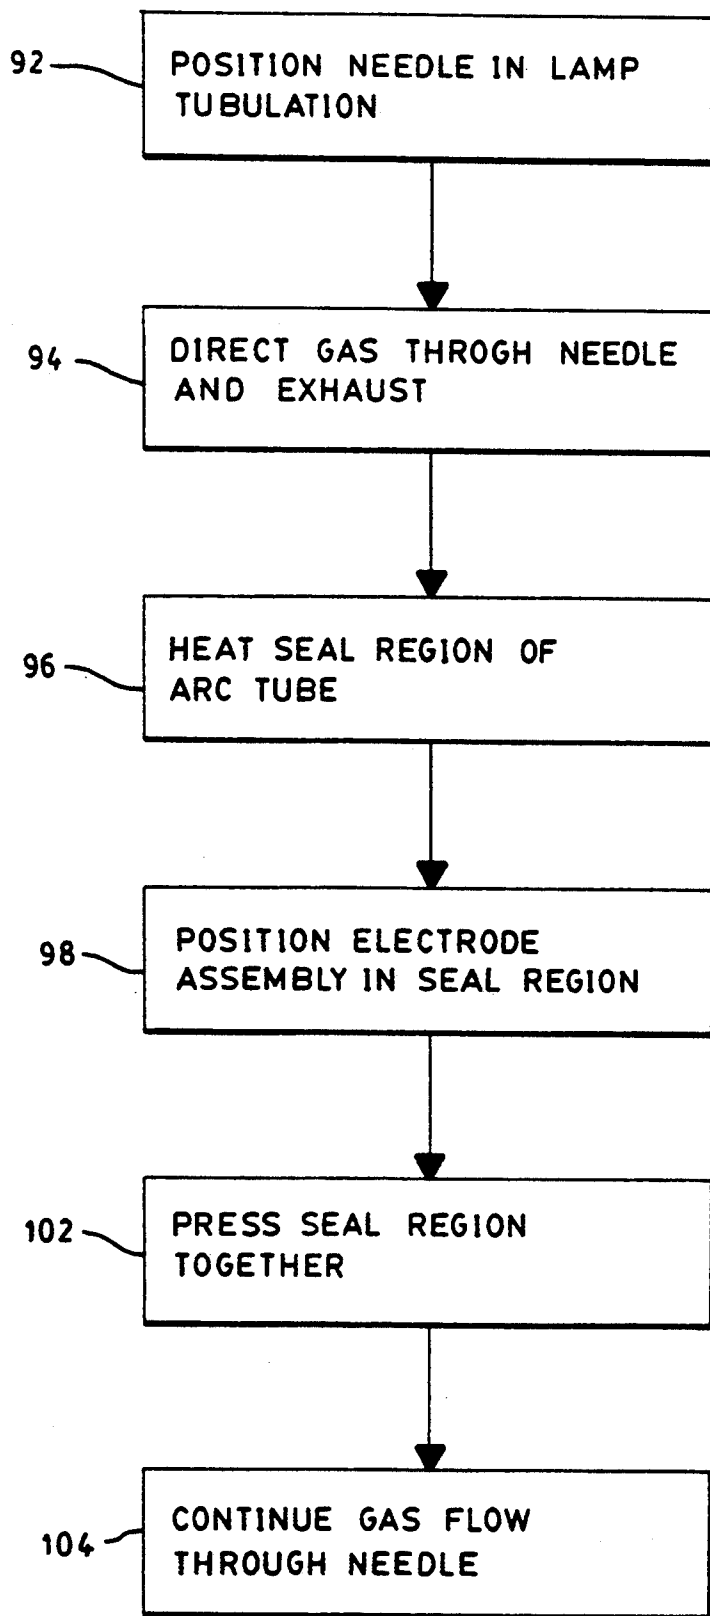 92
POSITION NEEDLE IN LAMP
TUBULATION
94
DIRECT GAS THROGH NEEDLE
AND EXHAUST
96
HEAT SEAL REGION OF
ARC TUBE
98
POSITION ELECTRODE
ASSEMBLY IN SEAL REGION
102
PRESS SEAL REGION
TOGETHER
104
CONTINUE GAS FLOW
THROUGH NEEDLE